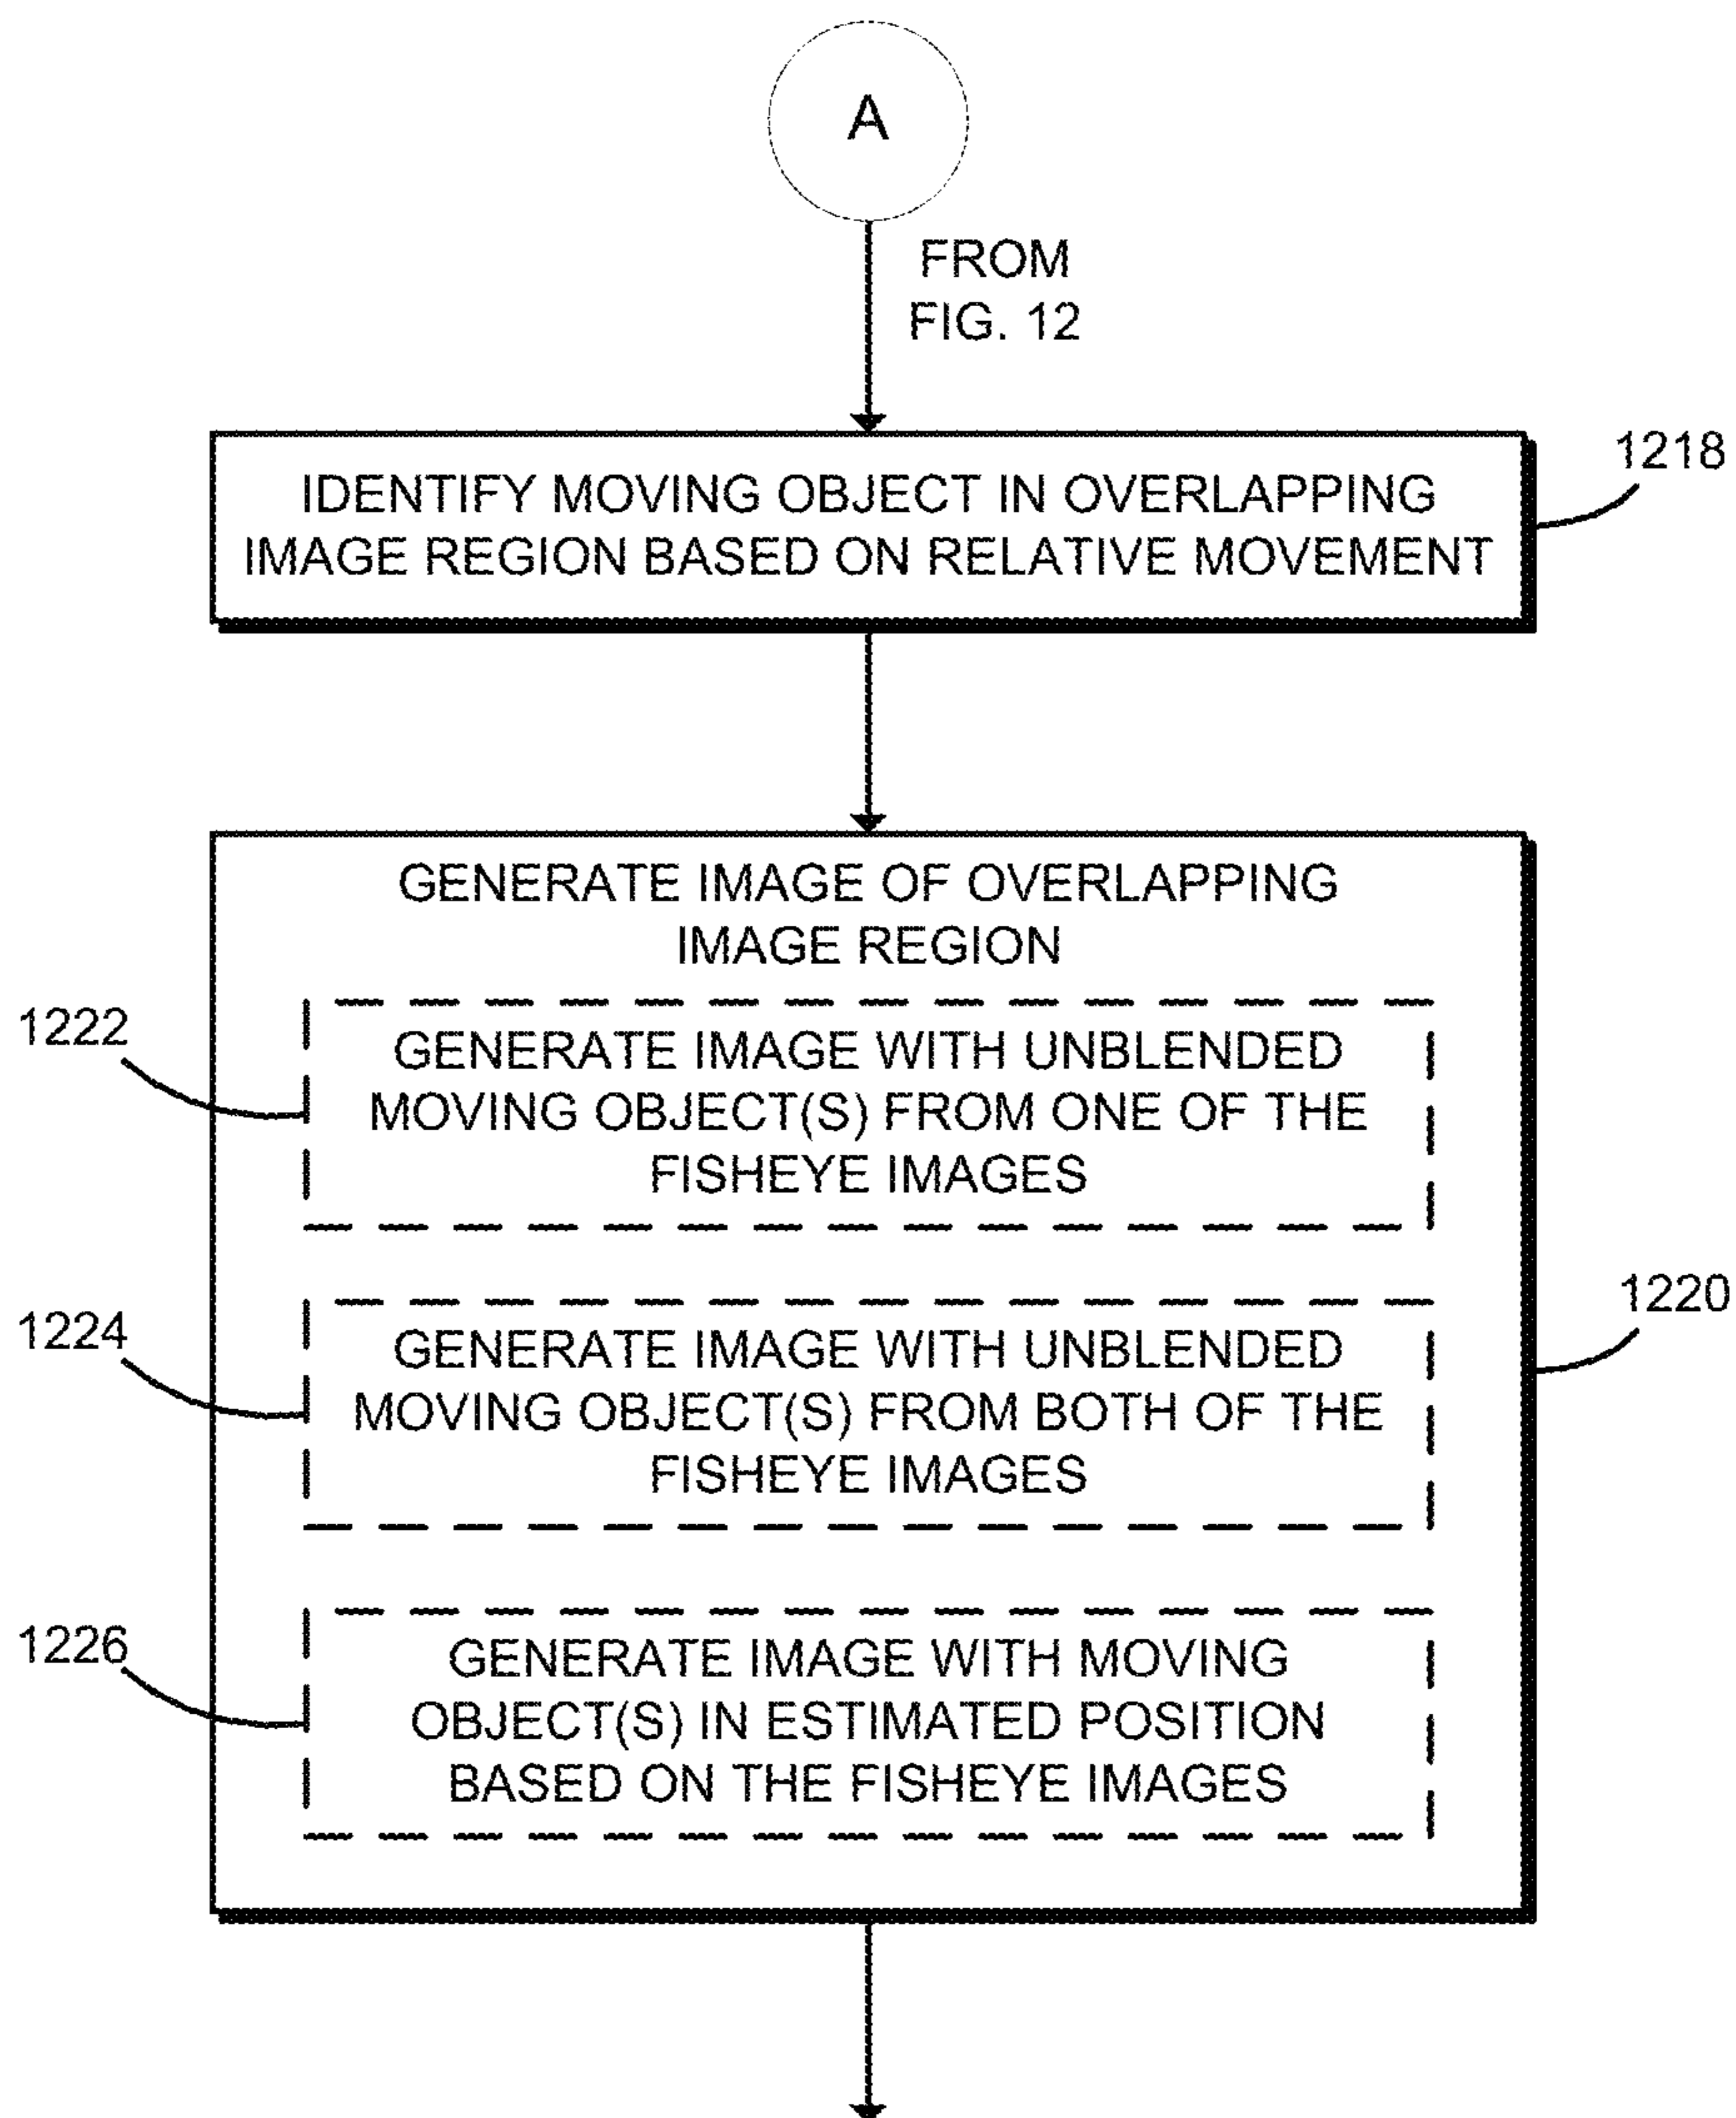 A
FROM
FIG. 12
1218
IDENTIFY MOVING OBJECT IN OVERLAPPING
IMAGE REGION BASED ON RELATIVE MOVEMENT
GENERATE IMAGE OF OVERLAPPING
IMAGE REGION
1222
GENERATE IMAGE WITH UNBLENDED
MOVING OBJECT(S) FROM ONE OF THE
FISHEYE IMAGES
1220
1224
GENERATE IMAGE WITH UNBLENDED
MOVING OBJECT(S) FROM BOTH OF THE
FISHEYE IMAGES
1226
GENERATE IMAGE WITH MOVING
OBJECT(S) IN ESTIMATED POSITION
BASED ON THE FISHEYE IMAGES